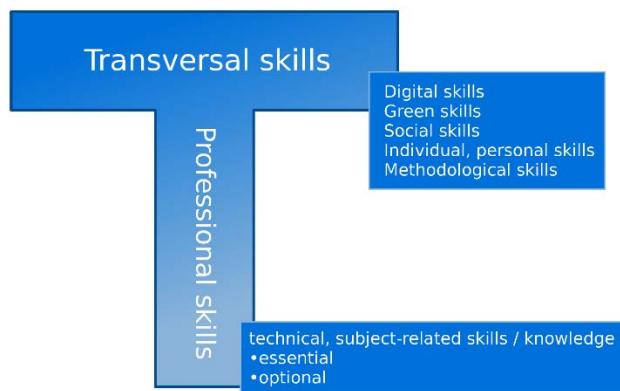 Transversal skills
Digital skills
Green skills
Social skills
Individual, personal skills
Methodological skills
Professional skills
technical, subject-related skills / knowledge
•essential
•optional